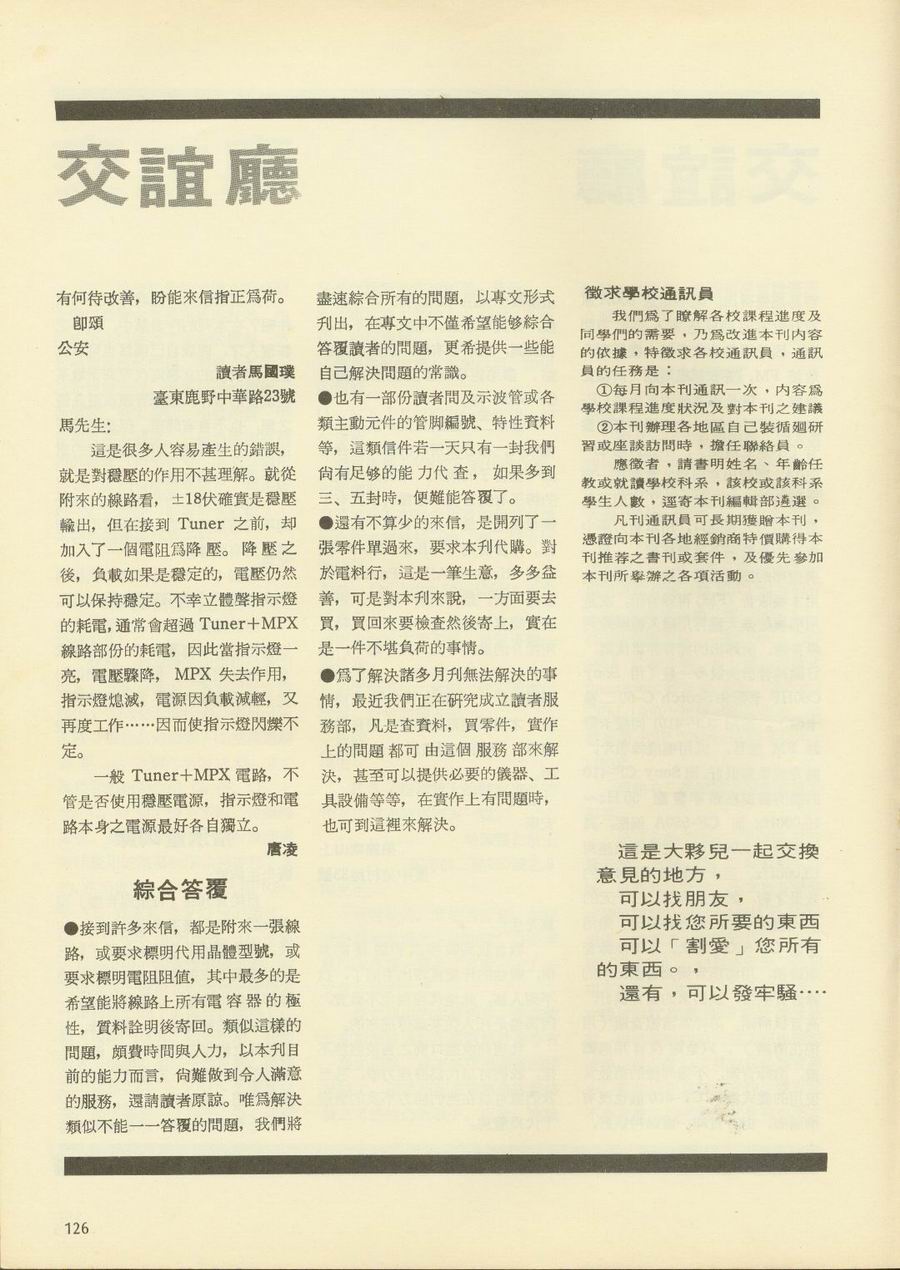 交誼廳
有何待改善，盼能來信指正爲荷。
卽頌
公安
讀者馬國璞
臺東鹿野中華路23號
馬先生：
這是很多人容易產生的錯誤，
就是對穩壓的作用不甚理解。就從
附來的線路看，±18伏確實是穩壓
輸出，但在接到 Tuner 之前，却
加入了一個電阻爲降壓。降壓之
後，負載如果是穩定的，電壓仍然
可以保持穩定。不幸立體聲指示燈
的耗電，通常會超過 Tuner＋MPX
線路部份的耗電，因此當指示燈一
亮，電壓驟降， MPX 失去作用，
指示燈熄滅，電源因負載減輕，又
再度工作……因而使指示燈閃爍不
定。
一般 Tuner＋MPX 電路，不
管是否使用穩壓電源，指示燈和電
路本身之電源最好各自獨立。
唐凌
綜合答覆
●接到許多來信，都是附來一張線
路，或要求標明代用晶體型號，或
要求標明電阻阻值，其中最多的是
希望能將線路上所有電容器的極
性，質料詮明後寄回。類似這樣的
問題，頗費時間與人力，以本刋目
前的能力而言，尙難做到令人滿意
的服務，還請讀者原諒。唯爲解決
類似不能一一答覆的問題，我們將
盡速綜合所有的問題，以專文形式
刋出，在專文中不僅希望能够綜合
答覆讀者的問題，更希提供一些能
自己解決問題的常識。
●也有一部份讀者問及示波管或各
類主動元件的管脚編號、特性資料
等，這類信件若一天只有一封我們
尙有足够的能力代查，如果多到
三、五封時，便難能答覆了。
●還有不算少的來信，是開列了一
張零件單過來，要求本刋代購。對
於電料行，這是一筆生意，多多益
善，可是對本刋來說，一方面要去
買，買回來要檢查然後寄上，實在
是一件不堪負荷的事情。
●爲了解決諸多月刋無法解決的事
情，最近我們正在硏究成立讀者服
務部，凡是查資料，買零件，實作
上的問題都可由這個服務部來解
決，甚至可以提供必要的儀器、工
具設備等等，在實作上有問題時，
也可到這裡來解決。
徵求學校通訊員
我們爲了瞭解各校課程進度及
同學們的需要，乃爲改進本刊內容
的依據，特徵求各校通訊員，通訊
員的任務是：
①每月向本刊通訊一次，內容爲
學校課程進度狀況及對本刊之建議
②本刊辦理各地區自己裝循廻研
習或座談訪問時，擔任聯絡員。
應徵者，請書明姓名、年齡任
教或就讀學校科系，該校或該科系
學生人數，逕寄本刊編輯部遴選。
凡刊通訊員可長期獲贈本刊，
憑證向本刊各地經銷商特價購得本
刊推荐之書刊或套件，及優先參加
本刊所舉辦之各項活動。
這是大夥兒一起交換
意見的地方，
可以找朋友，
可以找您所要的東西
可以「割愛」您所有
的東西。，
還有，可以發牢騷‥‥
126